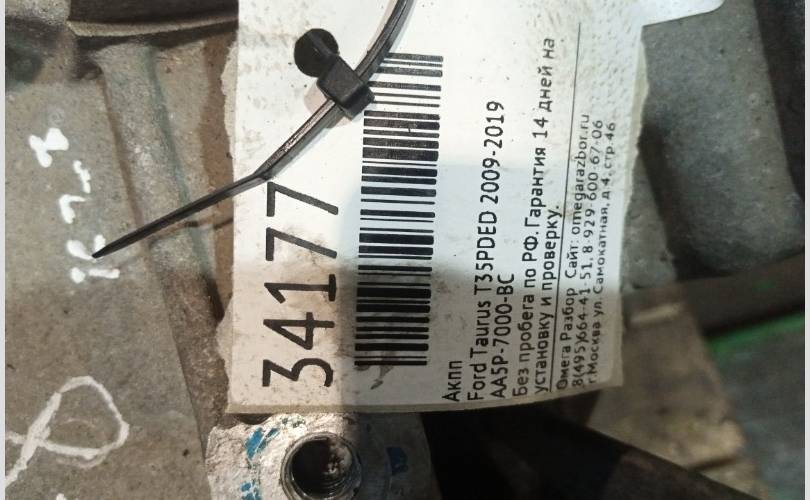 34177
Акпп
Ford Taurus T35PDED 2009-2019
AA5P-7000-BC
Без пробега по РФ. Гарантия 14 дней на
установку и проверку.
Омега Разбор Сайт: omegarazbor.ru
8(495)664-41-51, 8-929-600-67-06
г.Москва ул. Самокатная, д 4. стр.46